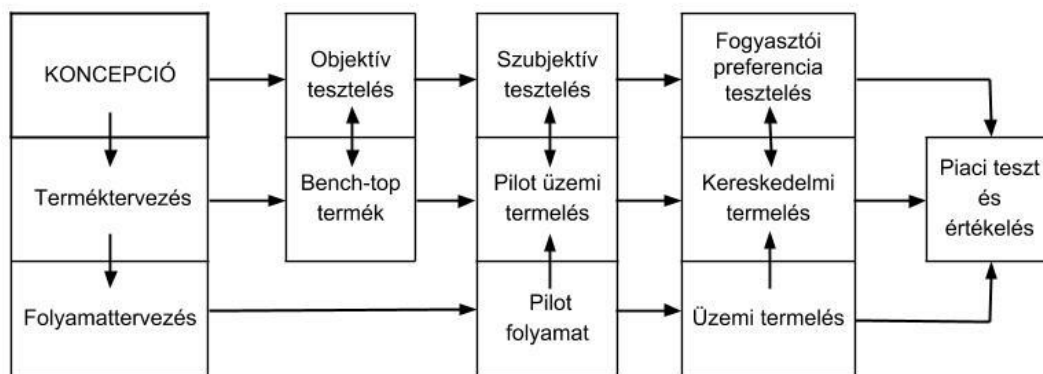 KONCEPCIÓ
Objektív
tesztelés
Szubjektív
tesztelés
Fogyasztói
preferencia
tesztelés
Terméktervezés
Bench-top
termék
Pilot üzemi
termelés
Kereskedelmi
termelés
Piaci teszt
és
értékelés
Folyamattervezés
Pilot
folyamat
Üzemi termelés